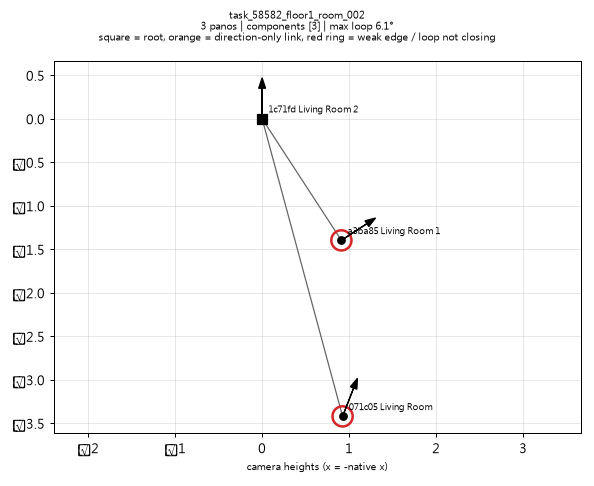 task_58582_floor1_room_002
3 panos | components [3] | max loop 6.1°
square = root, orange = direction-only link, red ring = weak edge / loop not closing
0.5
1c71fd Living Room 2
0.0
√0.5
√1.0
a3ba85 Living Room 1
√1.5
√2.0
√2.5
√3.0
071c05 Living Room
√3.5
√2 √1 0 1 2 3
camera heights (x = -native x)